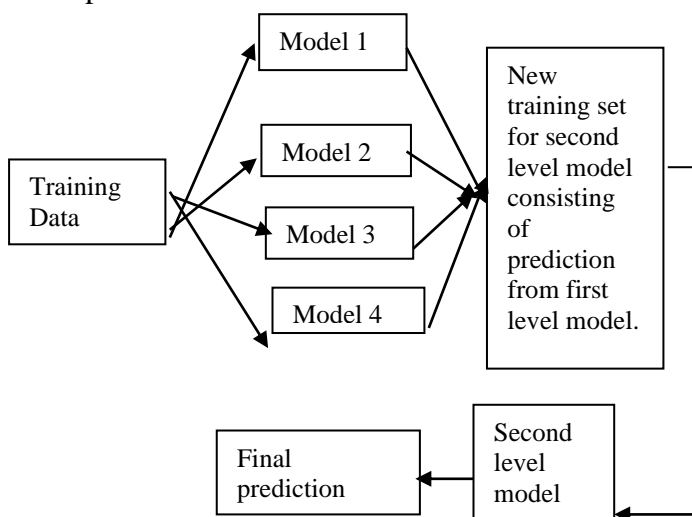 Model 1
New
training set
for second
level model
consisting
of
prediction
from first
level model.
Model 2
Training
Data
Model 3
Model 4
Second
level
model
Final
prediction